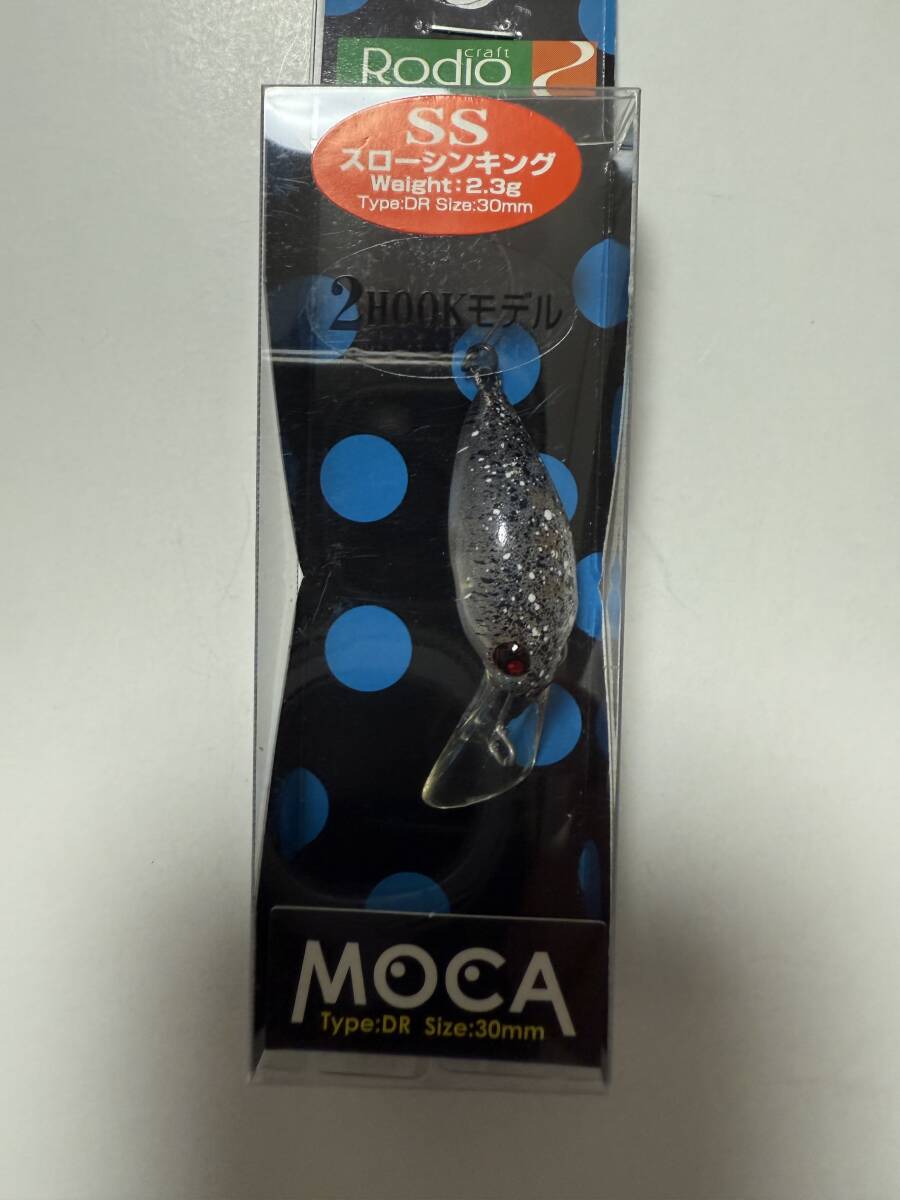 craft
Rodio
SS
スローシンキング
Weight:2.3g
Type:DR Size:30mm
2HOOKモデル
MOCA
Type:DR Size:30mm